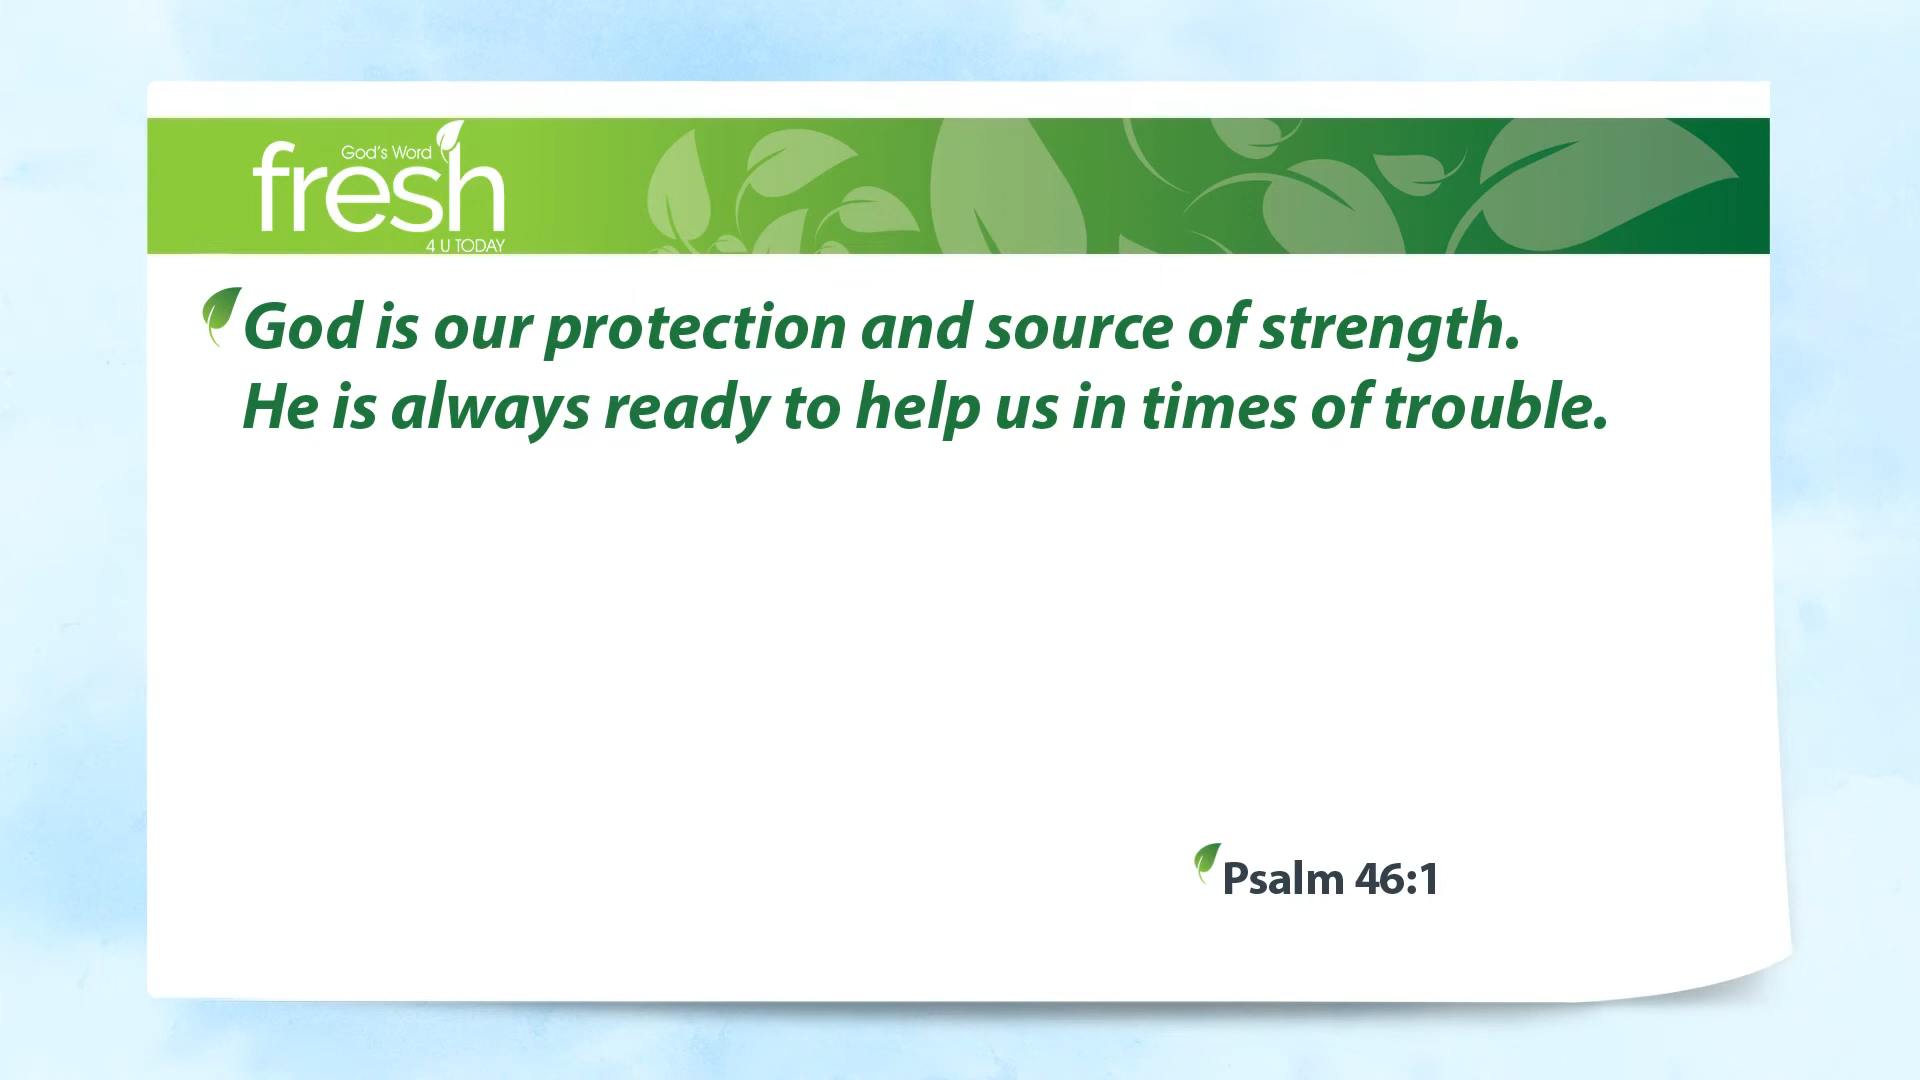 God's Word
fresh
4 U TODAY
God is our protection and source of strength.
He is always ready to help us in times of trouble.
Psalm 46:1